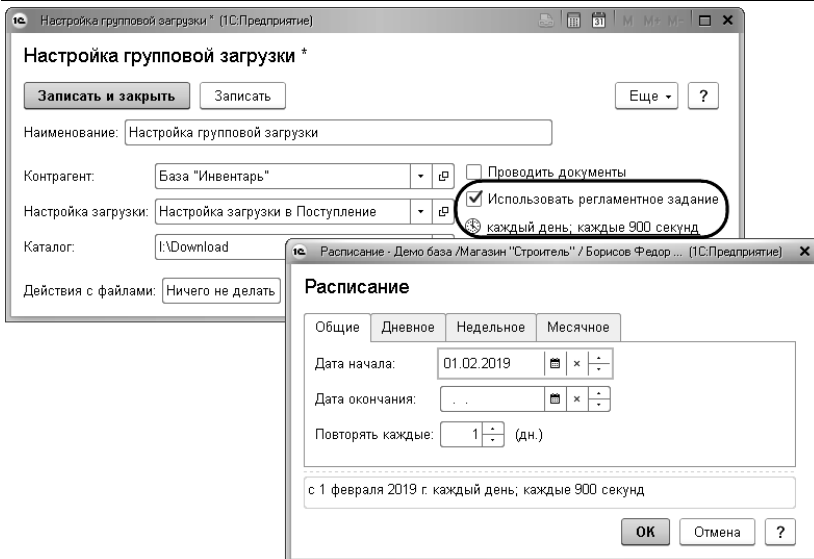 Настройка групповой загрузки * (1С:Предприятие)
M M+ M-
Настройка групповой загрузки *
Записать и закрыть Записать Еще ?
Наименование: Настройка групповой загрузки
Контрагент: База "Инвентарь" Проводить документы
Использовать регламентное задание
Настройка загрузки: Настройка загрузки в Поступление
каждый день; каждые 900 секунд
Каталог: I:\Download
Действия с файлами: Ничего не делать
Расписание - Демо база /Магазин "Строитель" / Борисов Федор ... (1С:Предприятие)
Расписание
Общие Дневное Недельное Месячное
Дата начала: 01.02.2019
Дата окончания: . .
Повторять каждые: 1 (дн.)
с 1 февраля 2019 г. каждый день; каждые 900 секунд
ОК Отмена ?